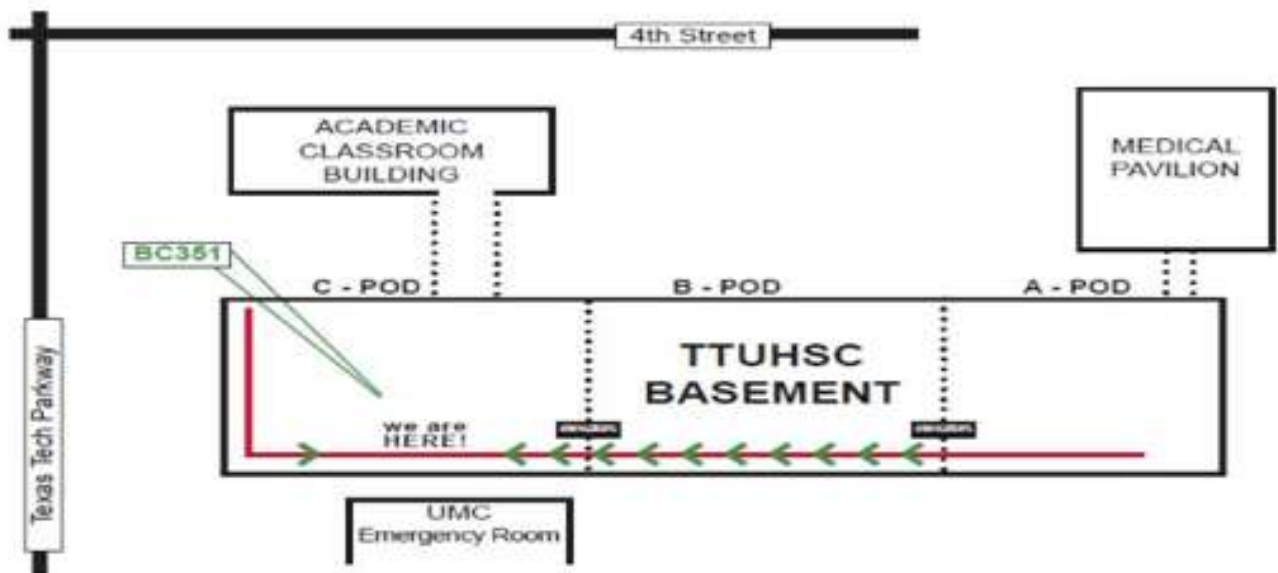 4th Street
ACADEMIC
CLASSROOM
BUILDING
MEDICAL
PAVILION
BC351
C - POD
B - POD
A - POD
TTUHSC
BASEMENT
we are
HERE!
Texas Tech Parkway
UMC
Emergency Room